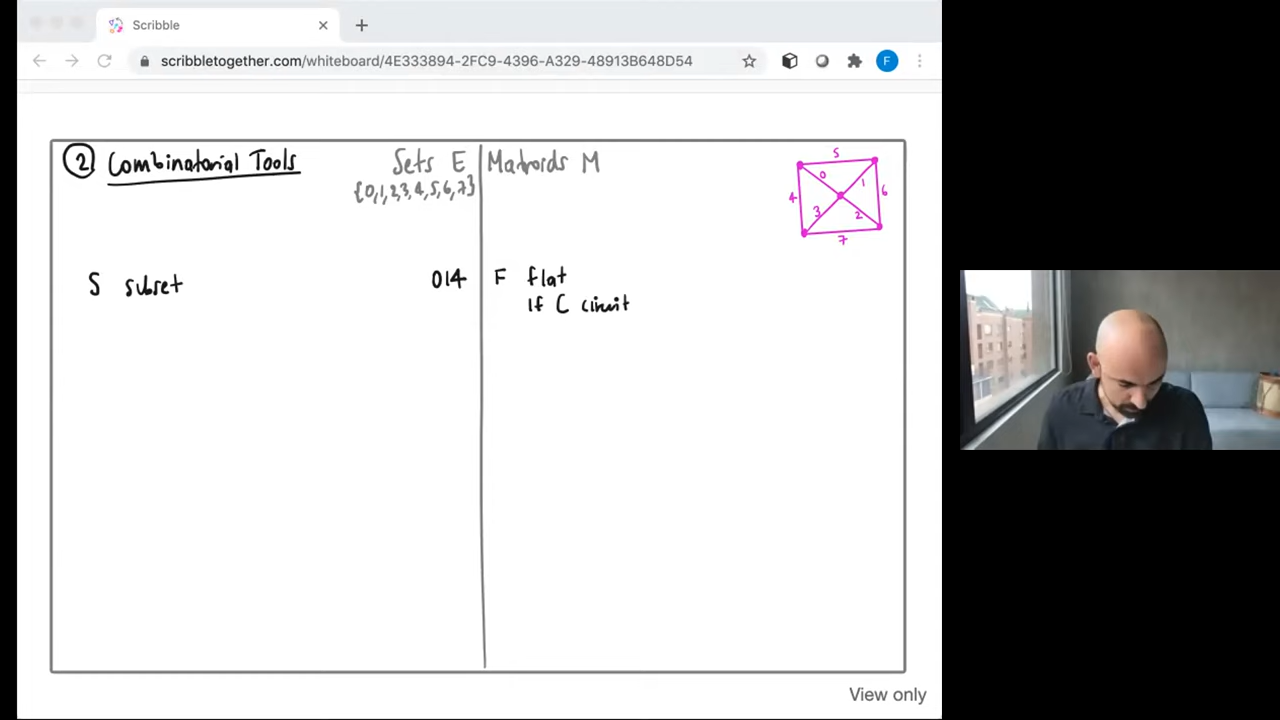 Scribble
scribbletogether.com/whiteboard/4E333894-2FC9-4396-A329-48913B648D54
F
② Combinatorial Tools
Sets E
{0,1,2,3,4,5,6,7}
Matroids M
5
0
1
4
6
3
2
7
S subset
014
F flat
if C circuit
View only